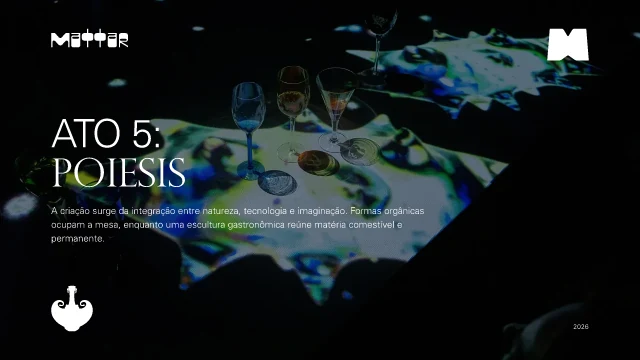 METTER
M
ATO 5:
POIESIS
A criação surge da integração entre natureza, tecnologia e imaginação. Formas orgânicas
ocupam a mesa, enquanto uma escultura gastronômica reúne matéria comestível e
permanente.
2026